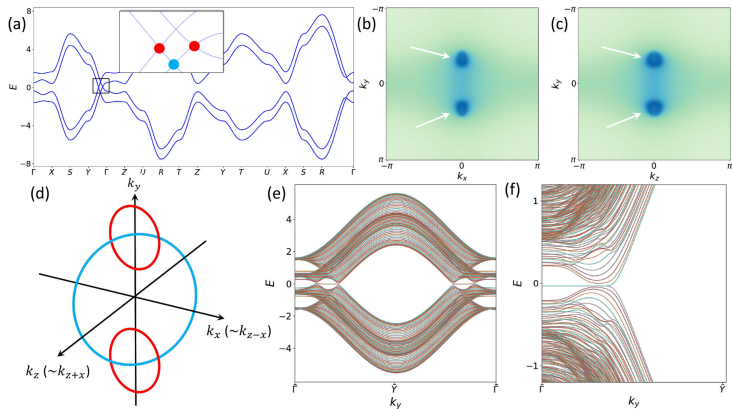 (a)
8
4
0
−4
−8
E
Γ X S Y Γ Z U R T Z Y T U X S R Γ
(b)
−π
0
π
k_y
0
π
k_x
(c)
−π
0
π
k_y
−π
0
π
k_z
(d)
k_y
k_x (~k_{z−x})
k_z (~k_{z+x})
(e)
4
2
0
−2
−4
E
Γ̄ Ȳ Γ̄
k_y
(f)
1
0
−1
E
Γ̄ Ȳ
k_y